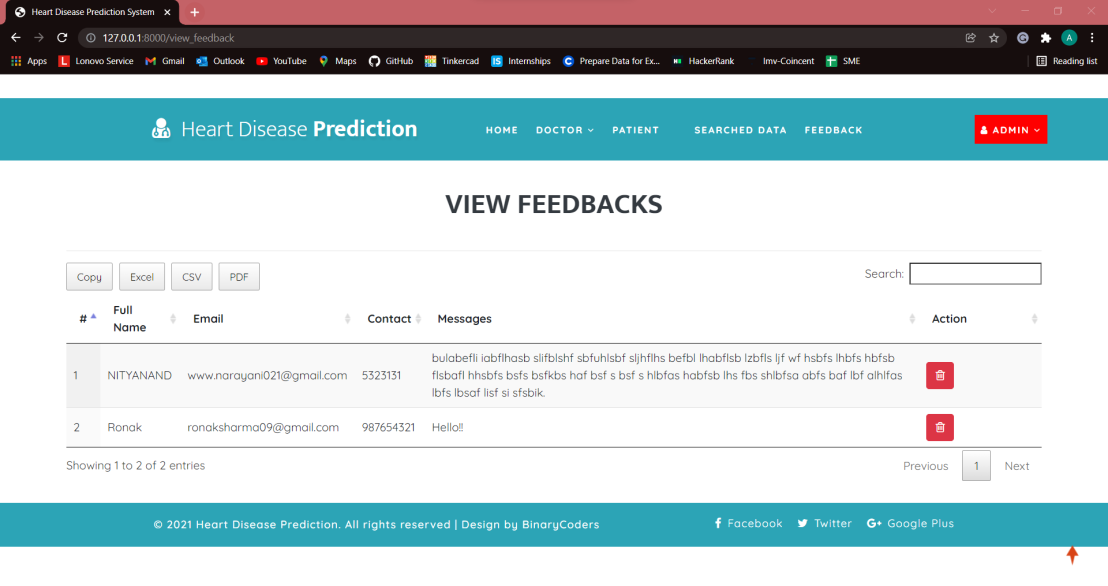 Heart Disease Prediction System
127.0.0.1:8000/view_feedback
A
Apps Lonovo Service Gmail Outlook YouTube Maps GitHub Tinkercad Internships Prepare Data for Ex... HackerRank Imv-Coincent SME Reading list
Heart Disease Prediction
HOME DOCTOR PATIENT SEARCHED DATA FEEDBACK ADMIN
VIEW FEEDBACKS
Copy Excel CSV PDF Search:
# Full Name Email Contact Messages Action
1 NITYANAND www.narayani021@gmail.com 5323131 bulabefli iabflhasb slifblshf sbfuhlsbf sljhflhs befbl lhabflsb lzbfls ljf wf hsbfs lhbfs hbfsb
flsbafl hhsbfs bsfs bsfkbs haf bsf s bsf s hlbfas habfsb lhs fbs shlbfsa abfs baf lbf alhlfas
lbfs lbsaf lisf si sfsbik.
2 Ronak ronaksharma09@gmail.com 987654321 Hello!!
Showing 1 to 2 of 2 entries Previous 1 Next
© 2021 Heart Disease Prediction. All rights reserved | Design by BinaryCoders Facebook Twitter Google Plus